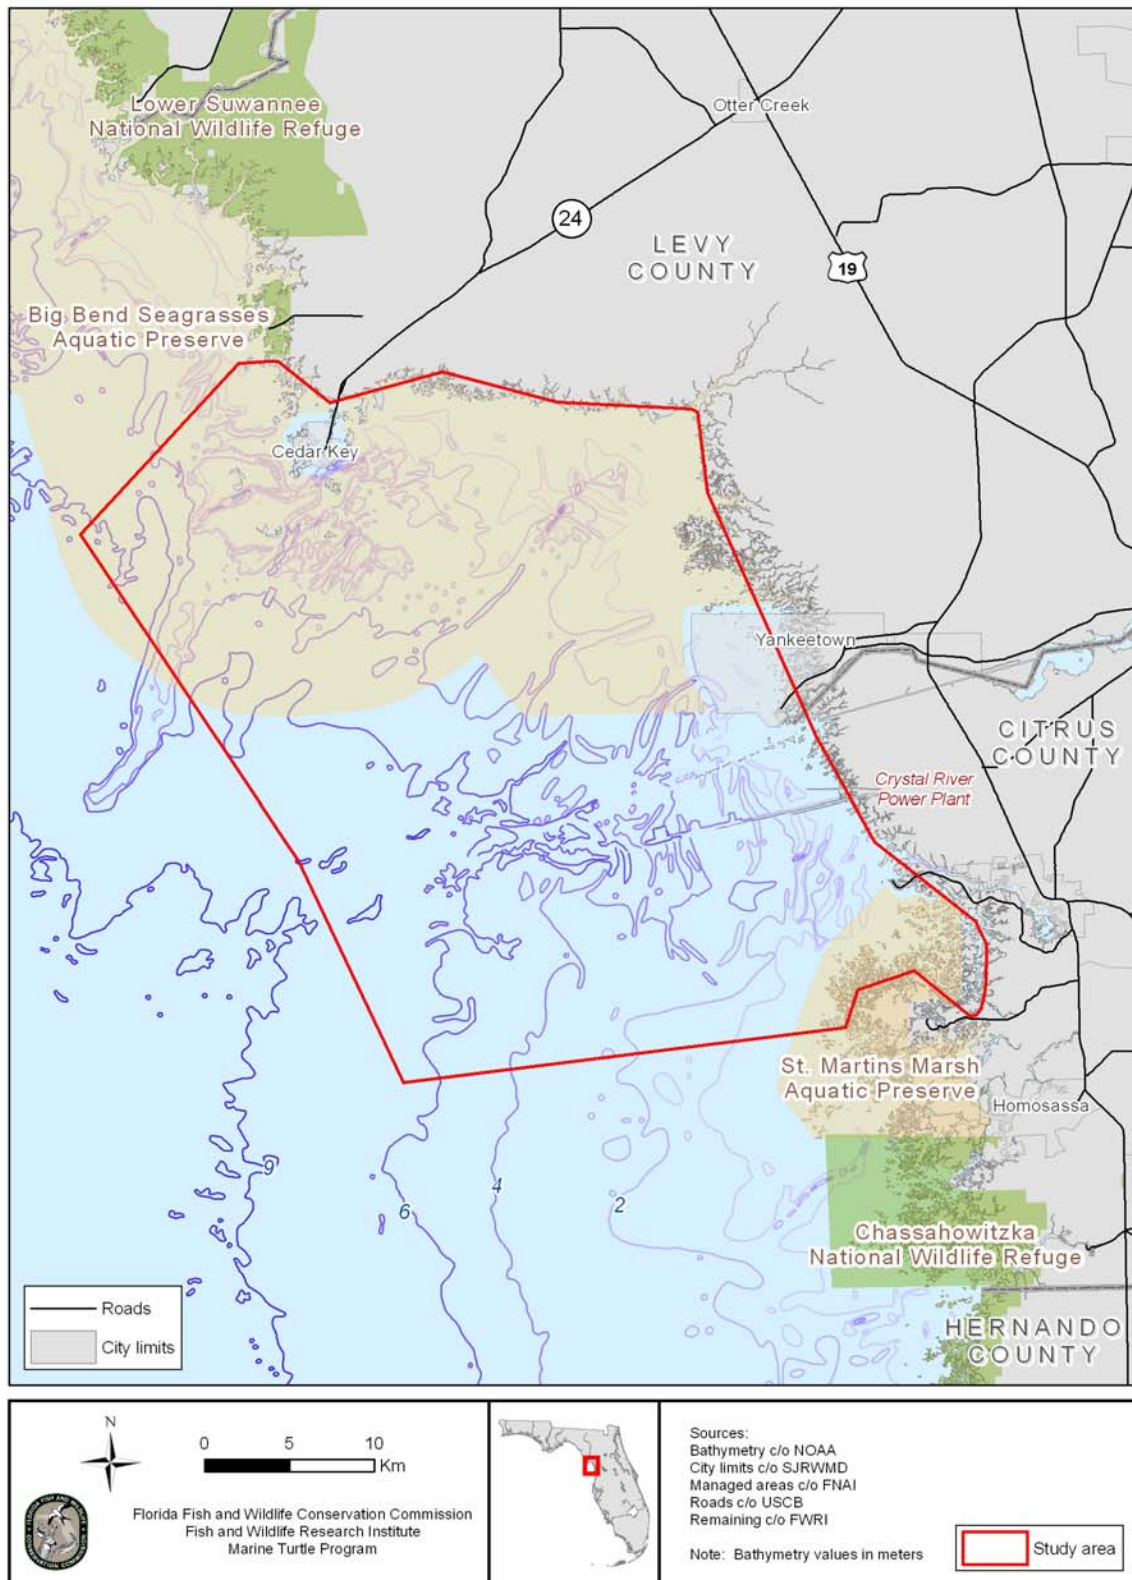 Lower Suwannee
National Wildlife Refuge
Otter Creek
24
LEVY
COUNTY
19
Big Bend Seagrasses
Aquatic Preserve
Cedar Key
Yankeetown
CITRUS
COUNTY
Crystal River
Power Plant
St. Martins Marsh
Aquatic Preserve
Homosassa
9
6
4
2
Chassahowitzka
National Wildlife Refuge
HERNANDO
COUNTY
Roads
City limits
N
0 5 10
Km
Florida Fish and Wildlife Conservation Commission
Fish and Wildlife Research Institute
Marine Turtle Program
Sources:
Bathymetry c/o NOAA
City limits c/o SJRWMD
Managed areas c/o FNAI
Roads c/o USCB
Remaining c/o FWRI
Note: Bathymetry values in meters
Study area